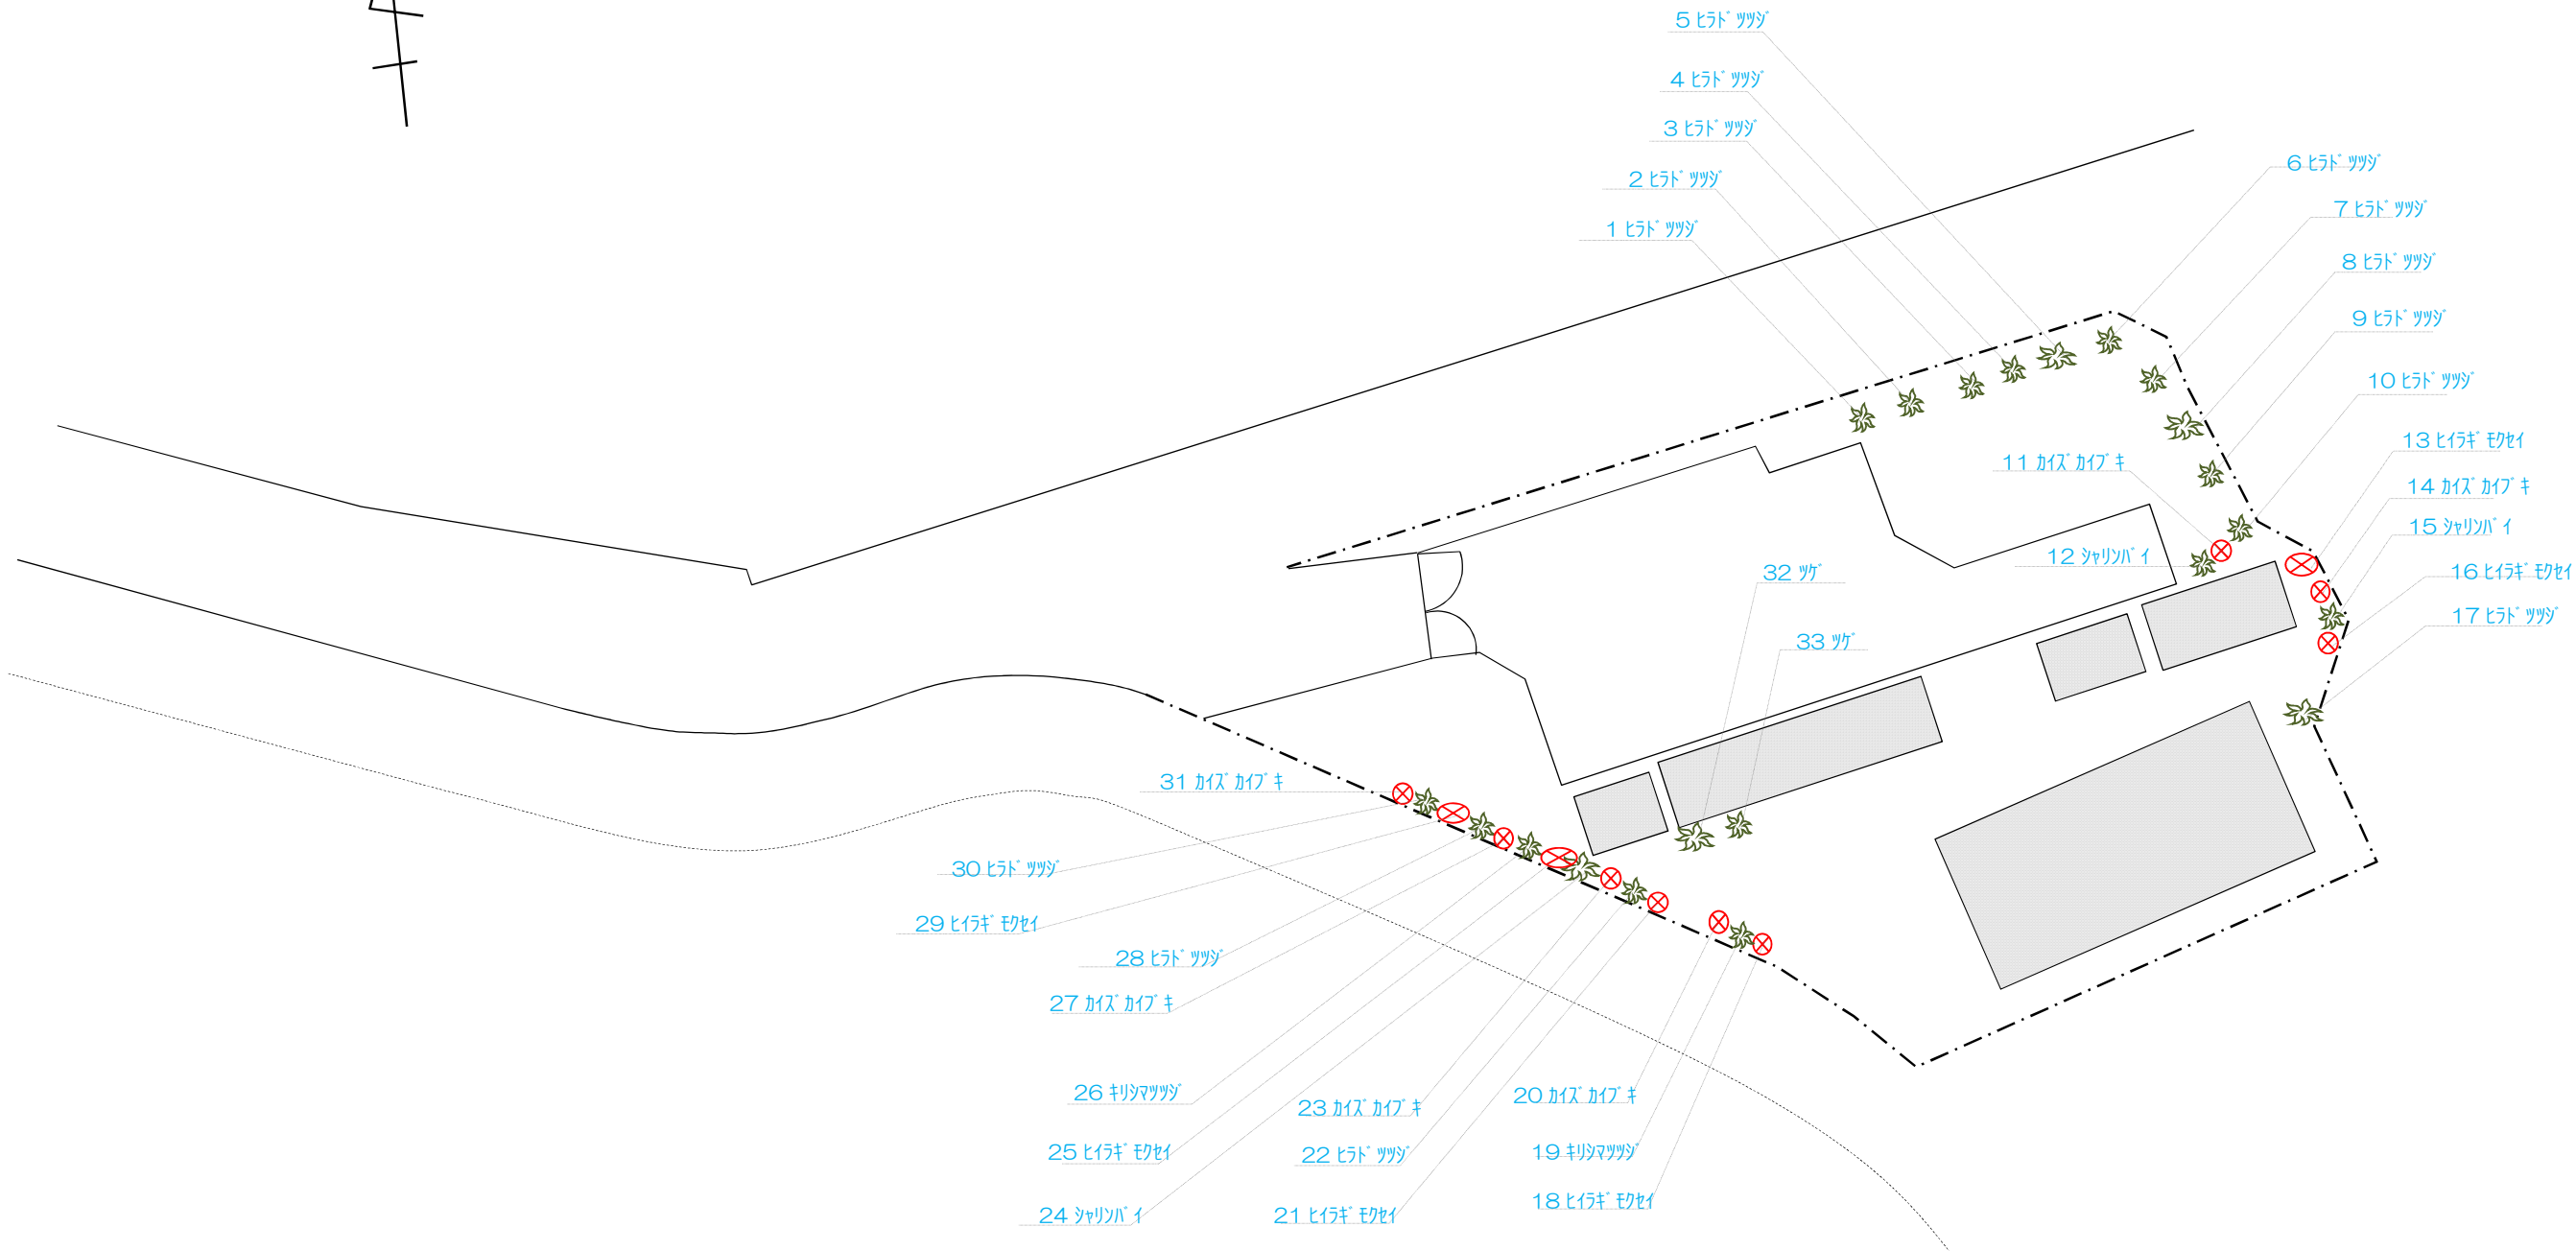 5 ﾋﾗﾄﾞﾂﾂｼﾞ
4 ﾋﾗﾄﾞﾂﾂｼﾞ
3 ﾋﾗﾄﾞﾂﾂｼﾞ
2 ﾋﾗﾄﾞﾂﾂｼﾞ
1 ﾋﾗﾄﾞﾂﾂｼﾞ
6 ﾋﾗﾄﾞﾂﾂｼﾞ
7 ﾋﾗﾄﾞﾂﾂｼﾞ
8 ﾋﾗﾄﾞﾂﾂｼﾞ
9 ﾋﾗﾄﾞﾂﾂｼﾞ
10 ﾋﾗﾄﾞﾂﾂｼﾞ
13 ﾋｲﾗｷﾞﾓｸｾｲ
11 ｶｲｽﾞｶｲﾌﾞｷ
14 ｶｲｽﾞｶｲﾌﾞｷ
15 ｼｬﾘﾝﾊﾞｲ
12 ｼｬﾘﾝﾊﾞｲ
16 ﾋｲﾗｷﾞﾓｸｾｲ
32 ﾂｹﾞ
17 ﾋﾗﾄﾞﾂﾂｼﾞ
33 ﾂｹﾞ
31 ｶｲｽﾞｶｲﾌﾞｷ
30 ﾋﾗﾄﾞﾂﾂｼﾞ
29 ﾋｲﾗｷﾞﾓｸｾｲ
28 ﾋﾗﾄﾞﾂﾂｼﾞ
27 ｶｲｽﾞｶｲﾌﾞｷ
26 ｷﾘｼﾏﾂﾂｼﾞ
23 ｶｲｽﾞｶｲﾌﾞｷ
20 ｶｲｽﾞｶｲﾌﾞｷ
25 ﾋｲﾗｷﾞﾓｸｾｲ
22 ﾋﾗﾄﾞﾂﾂｼﾞ
19 ｷﾘｼﾏﾂﾂｼﾞ
24 ｼｬﾘﾝﾊﾞｲ
21 ﾋｲﾗｷﾞﾓｸｾｲ
18 ﾋｲﾗｷﾞﾓｸｾｲ